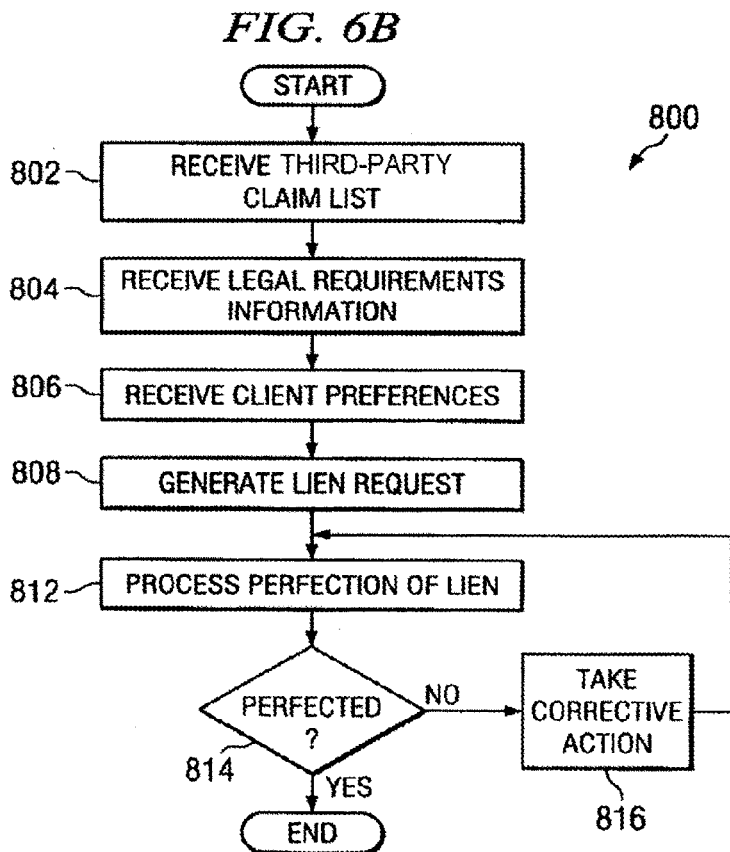 FIG. 6B
START
800
802
RECEIVE THIRD-PARTY
CLAIM LIST
804
RECEIVE LEGAL REQUIREMENTS
INFORMATION
806
RECEIVE CLIENT PREFERENCES
808
GENERATE LIEN REQUEST
812
PROCESS PERFECTION OF LIEN
PERFECTED
?
814
NO
YES
TAKE
CORRECTIVE
ACTION
816
END